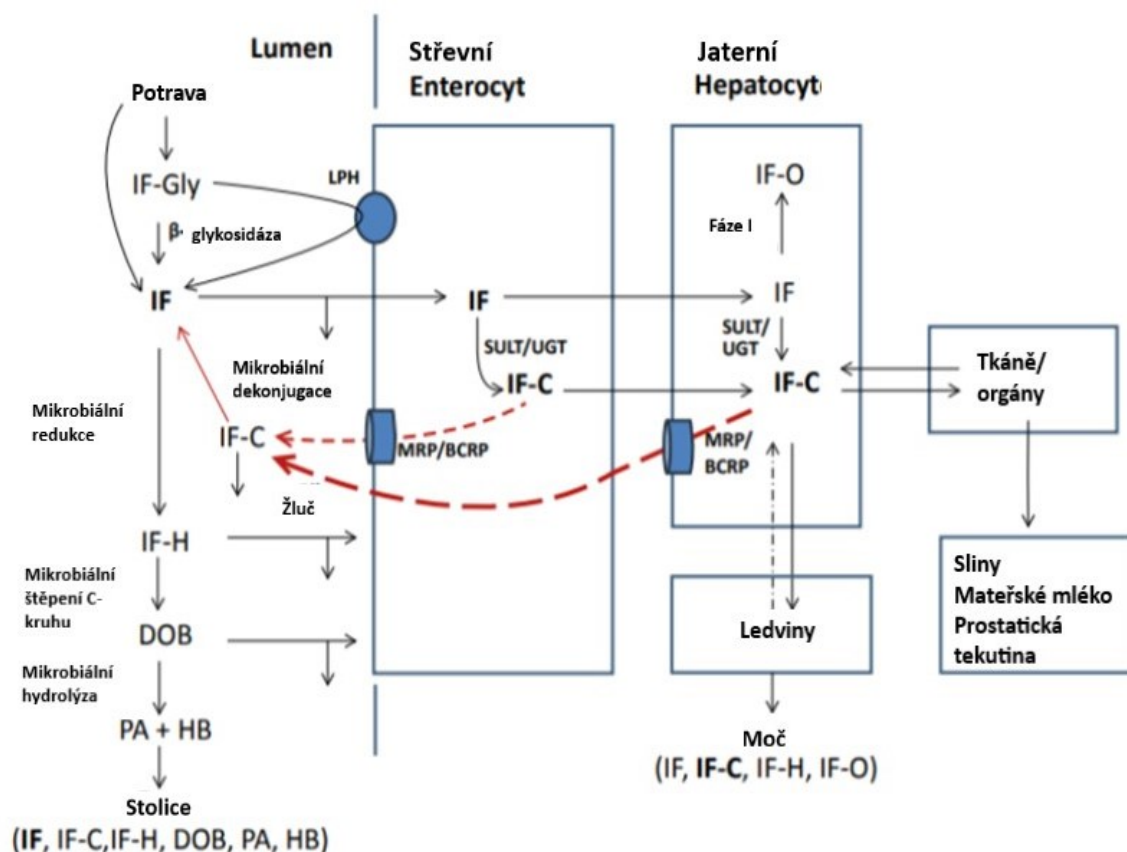 Lumen
Střevní
Enterocyt
Jaterní
Hepatocyte
Potrava
IF-Gly
LPH
β-
glykosidáza
IF
IF
SULT/UGT
IF-C
IF-O
Fáze I
IF
SULT/
UGT
IF-C
Tkáně/
orgány
Mikrobiální
dekonjugace
Mikrobiální
redukce
IF-C
MRP/BCRP
MRP/
BCRP
Žluč
IF-H
Mikrobiální
štěpení C-
kruhu
DOB
Mikrobiální
hydrolýza
PA + HB
Stolice
(IF, IF-C,IF-H, DOB, PA, HB)
Ledviny
Moč
(IF, IF-C, IF-H, IF-O)
Sliny
Mateřské mléko
Prostatická
tekutina